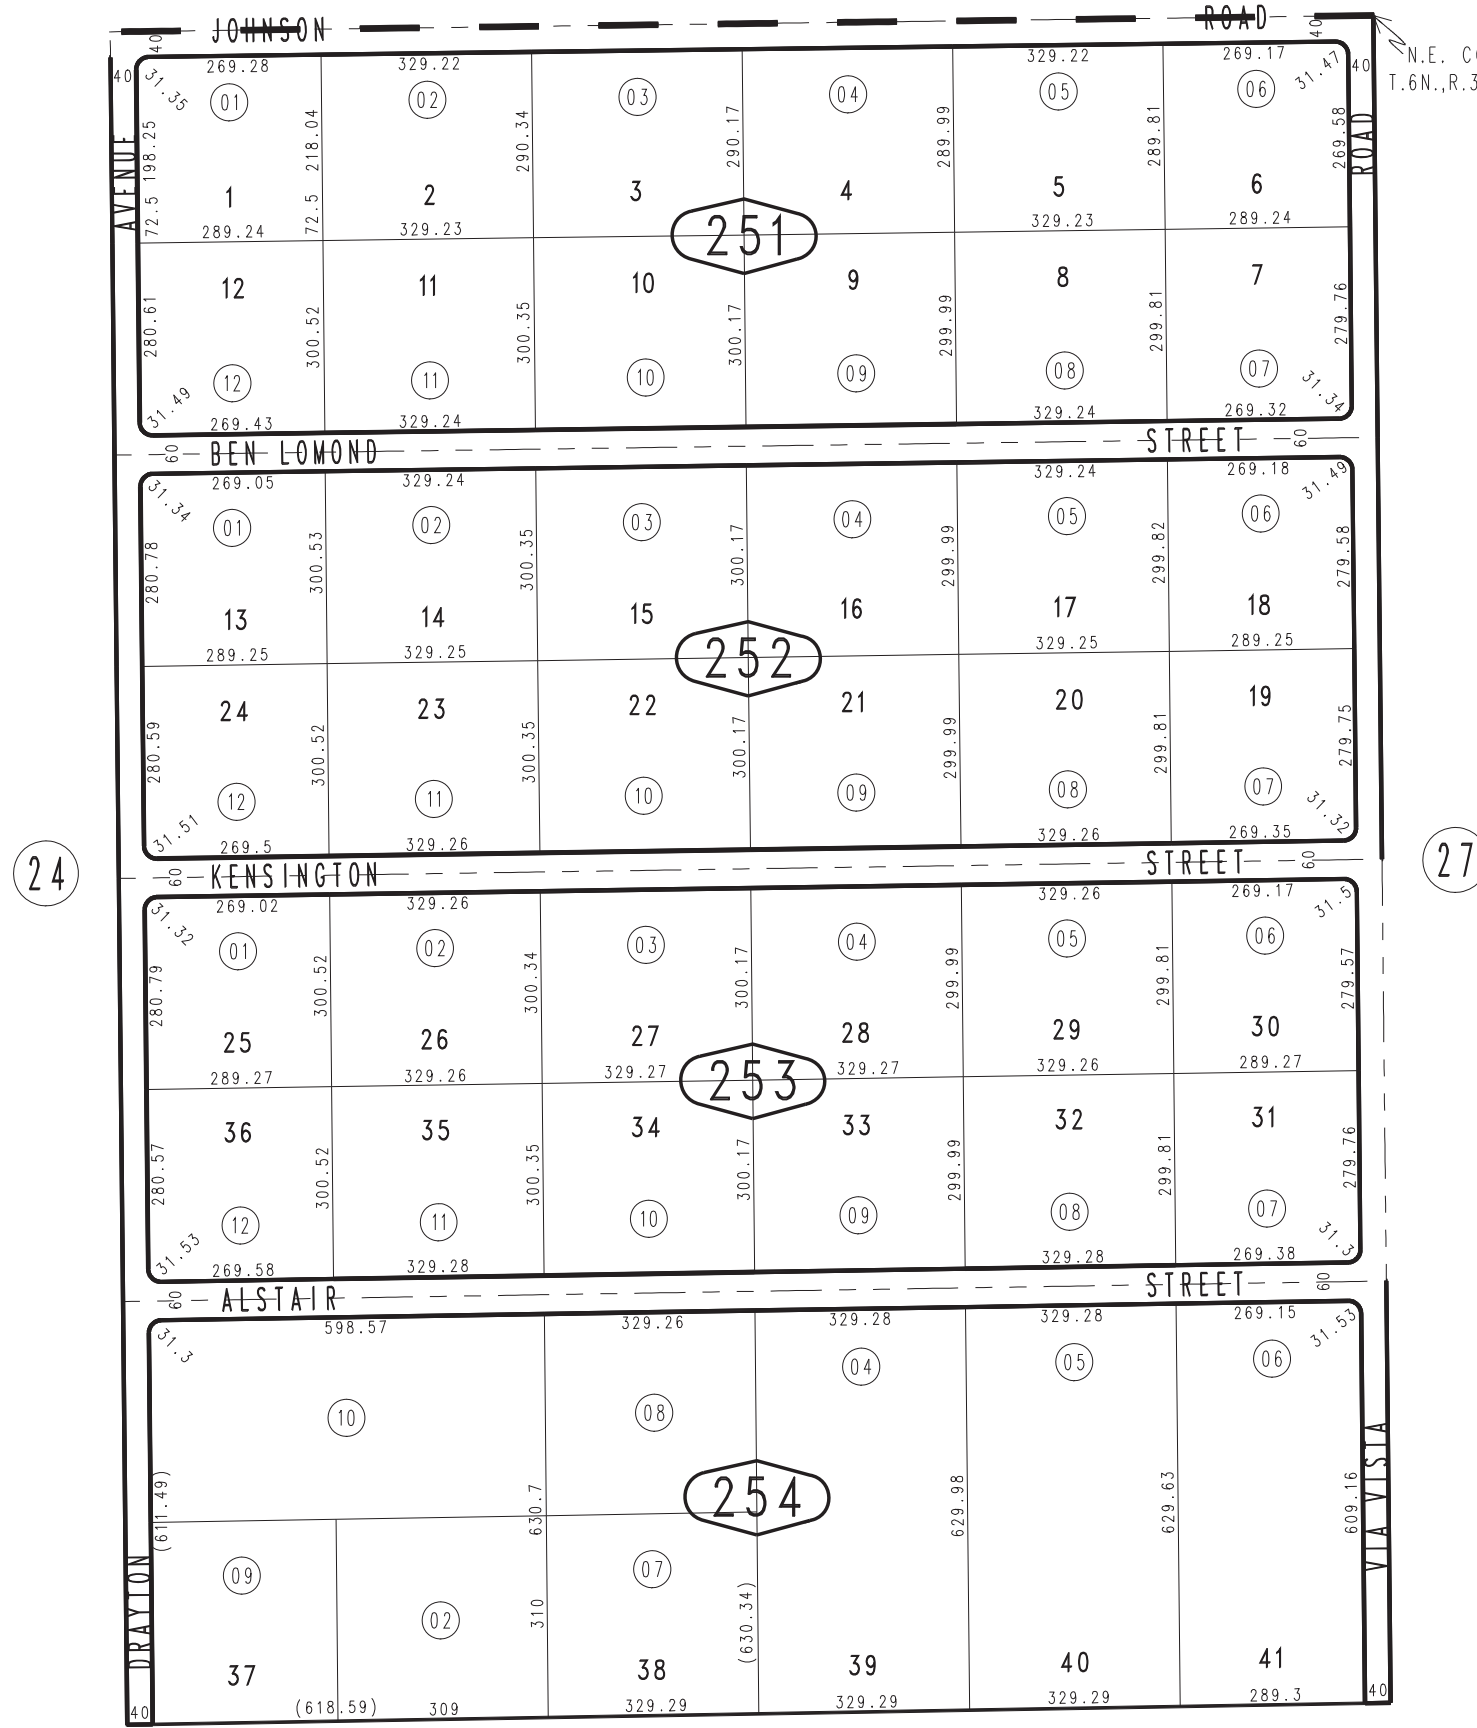 JOHNSON ROAD
40 40
N.E. CO
T.6N.,R.3
40 269.28 329.22 329.22 269.17 40
31.35 01 02 03 04 05 06 31.47
AVENUE 198.25 218.04 290.34 290.17 289.99 289.81 269.58 ROAD
72.5 72.5
1 2 3 4 5 6
289.24 329.23 329.23 289.24
251
12 11 10 9 8 7
280.61 300.52 300.35 300.17 299.99 299.81 279.76
12 11 10 09 08 07
31.49 31.34
269.43 329.24 329.24 269.32
60 BEN LOMOND STREET 60
269.05 329.24 329.24 269.18
31.34 01 02 03 04 05 06 31.49
280.78 300.53 300.35 300.17 299.99 299.82 279.58
13 14 15 16 17 18
289.25 329.25 329.25 289.25
252
24 23 22 21 20 19
280.59 300.52 300.35 300.17 299.99 299.81 279.75
12 11 10 09 08 07
31.51 31.32
269.5 329.26 329.26 269.35
24 27
60 KENSINGTON STREET 60
269.02 329.26 329.26 269.17
31.32 01 02 03 04 05 06 31.5
280.79 300.52 300.34 300.17 299.99 299.81 279.57
25 26 27 28 29 30
289.27 329.26 329.27 329.27 329.26 289.27
253
36 35 34 33 32 31
280.57 300.52 300.35 300.17 299.99 299.81 279.76
12 11 10 09 08 07
31.53 31.3
269.58 329.28 329.28 269.38
60 ALSTAIR STREET 60
598.57 329.26 329.28 329.28 269.15
31.3 04 05 06 31.53
10 08
254
(611.49) 630.7 629.98 629.63 609.16 VIA VISTA
09 02 07
DRAYTON 310 (630.34)
37 38 39 40 41
40 (618.59) 309 329.29 329.29 329.29 289.3 40